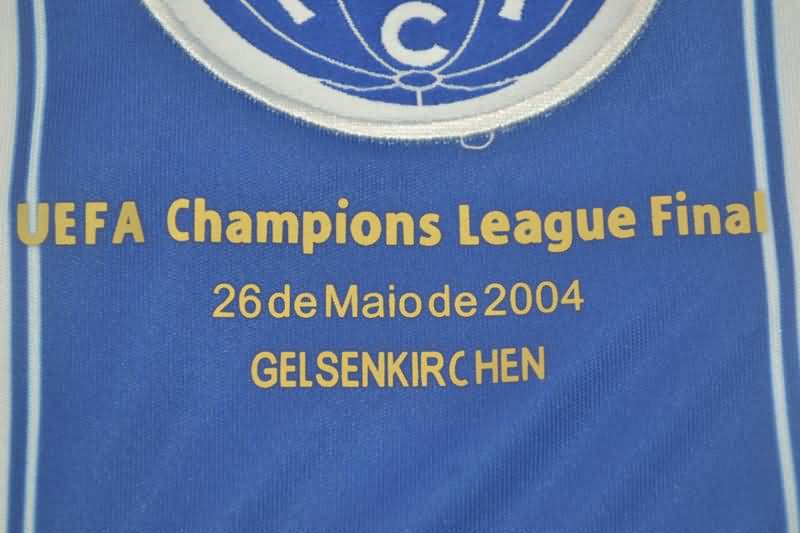 C
UEFA Champions League Final
26 de Maio de 2004
GELSENKIRCHEN